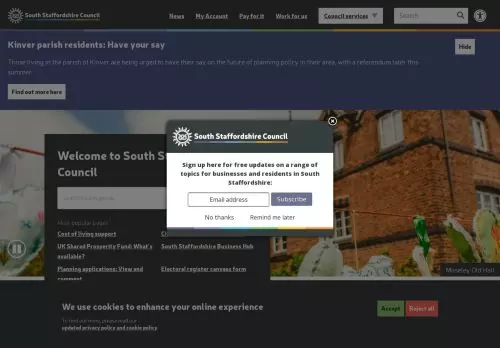 South Staffordshire Council
News
My Account
Pay for it
Work for us
Council services
Search
Kinver parish residents: Have your say
Hide
Those living in the parish of Kinver are being urged to have their say on the future of planning policy in their area, with a referendum later this
summer.
Find out more here
South Staffordshire Council
Sign up here for free updates on a range of
topics for businesses and residents in South
Staffordshire:
Email address
Subscribe
No thanks
Remind me later
Welcome to South S
Council
Most popular pages
Cost of living support
UK Shared Prosperity Fund: What's
available?
South Staffordshire Business Hub
Planning applications: View and
comment
Electoral register canvass form
Moseley Old Hall
We use cookies to enhance your online experience
To find out more, please read our
updated privacy policy and cookie policy
Accept
Reject all